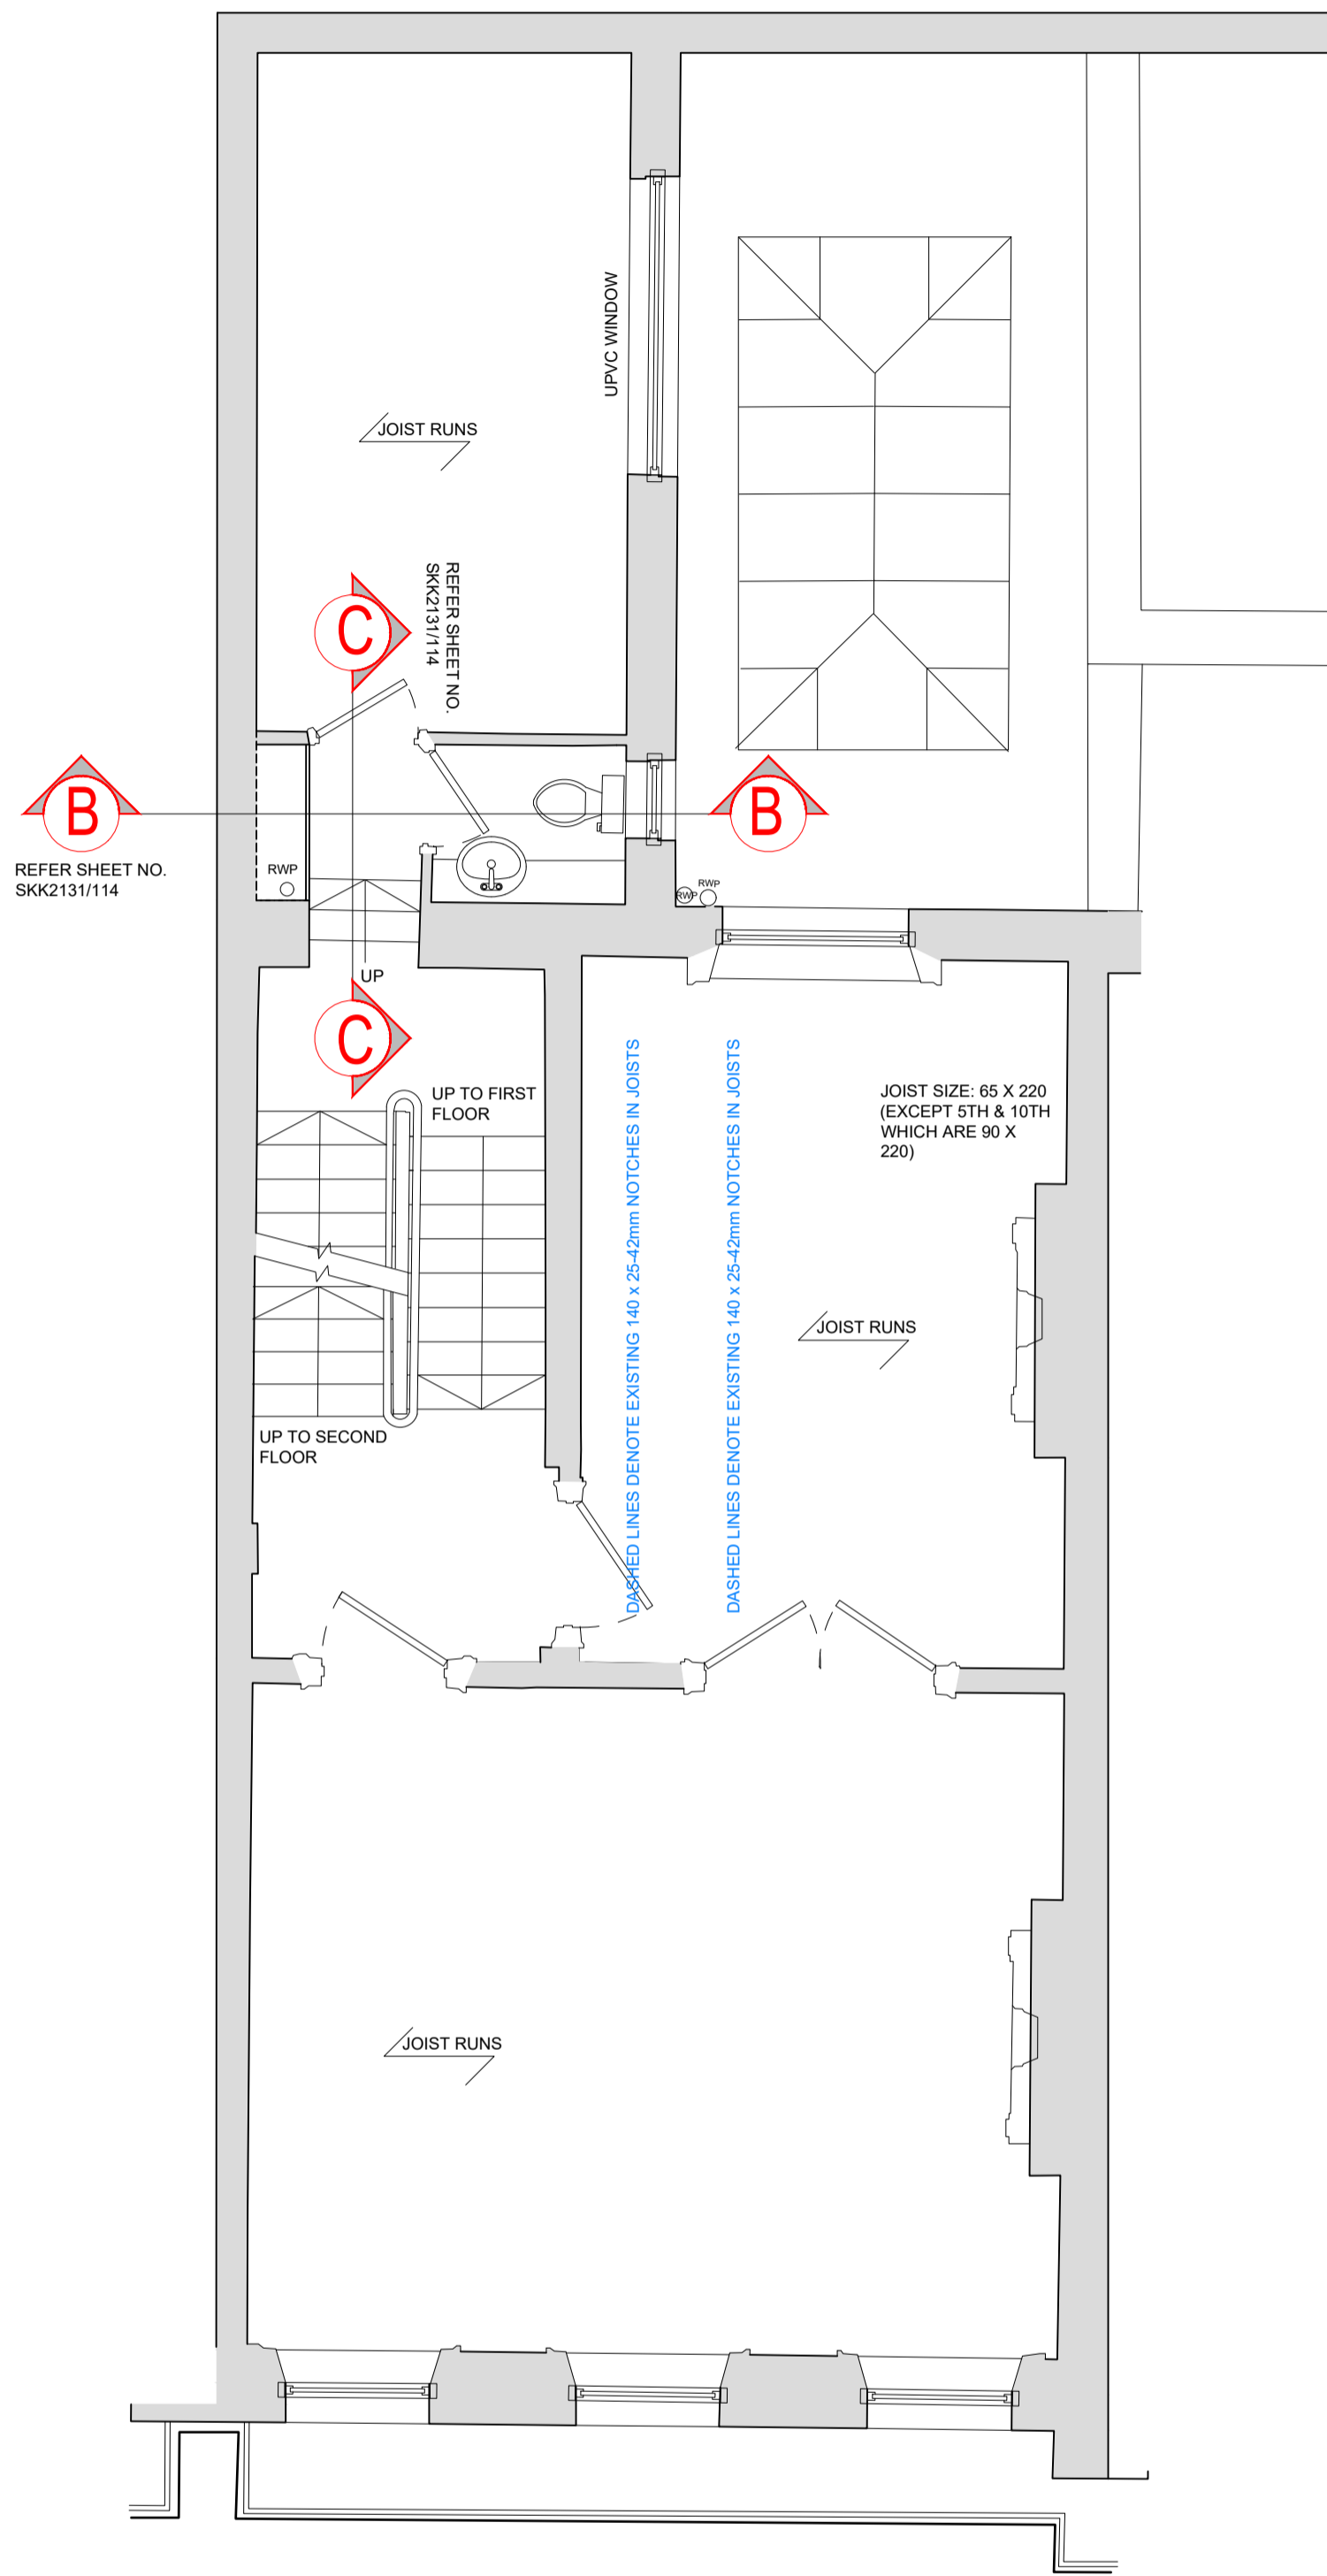 UPVC WINDOW
JOIST RUNS
REFER SHEET NO.
SKK2131/114
C
B
B
REFER SHEET NO.
SKK2131/114
RWP
RWP
RWP
UP
C
UP TO FIRST
FLOOR
DASHED LINES DENOTE EXISTING 140 x 25-42mm NOTCHES IN JOISTS
DASHED LINES DENOTE EXISTING 140 x 25-42mm NOTCHES IN JOISTS
JOIST SIZE: 65 X 220
(EXCEPT 5TH & 10TH
WHICH ARE 90 X
220)
JOIST RUNS
UP TO SECOND
FLOOR
JOIST RUNS